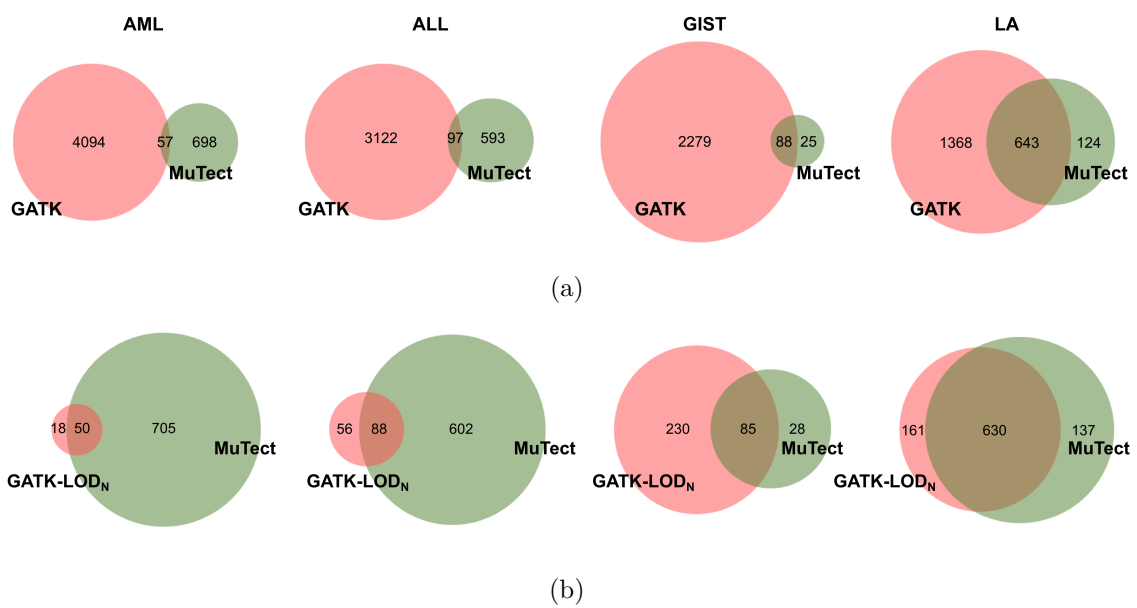 AML ALL GIST LA
4094 57 698 3122 97 593 2279 88 25 1368 643 124
MuTect MuTect MuTect MuTect
GATK GATK GATK GATK
(a)
18 50 705 56 88 602 230 85 28 161 630 137
MuTect MuTect MuTect MuTect
GATK-LODN GATK-LODN GATK-LODN GATK-LODN
(b)